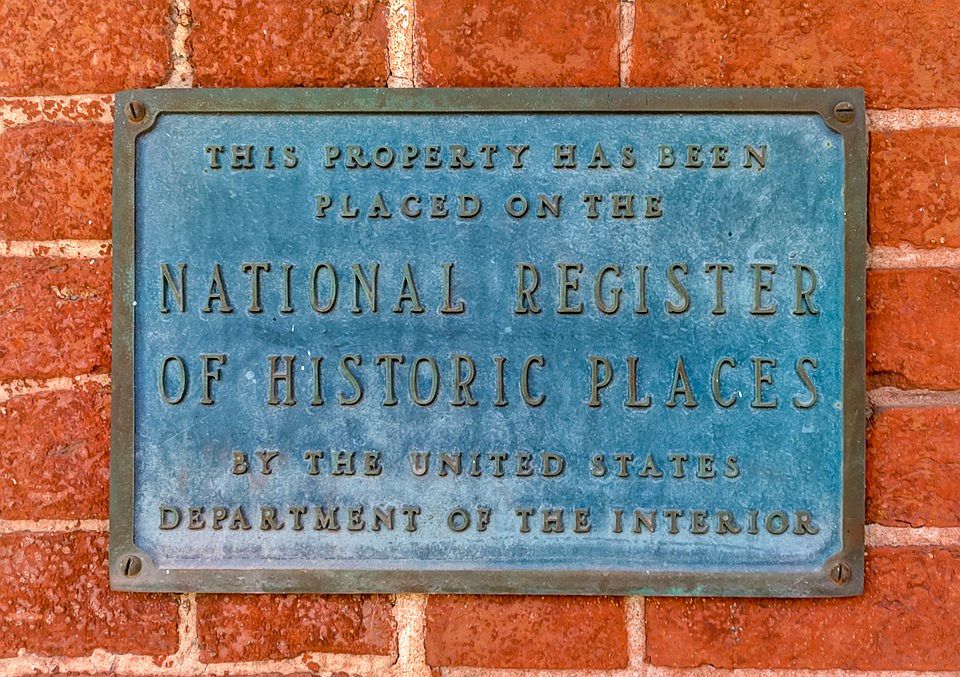 THIS PROPERTY HAS BEEN
PLACED ON THE
NATIONAL REGISTER
OF HISTORIC PLACES
BY THE UNITED STATES
DEPARTMENT OF THE INTERIOR